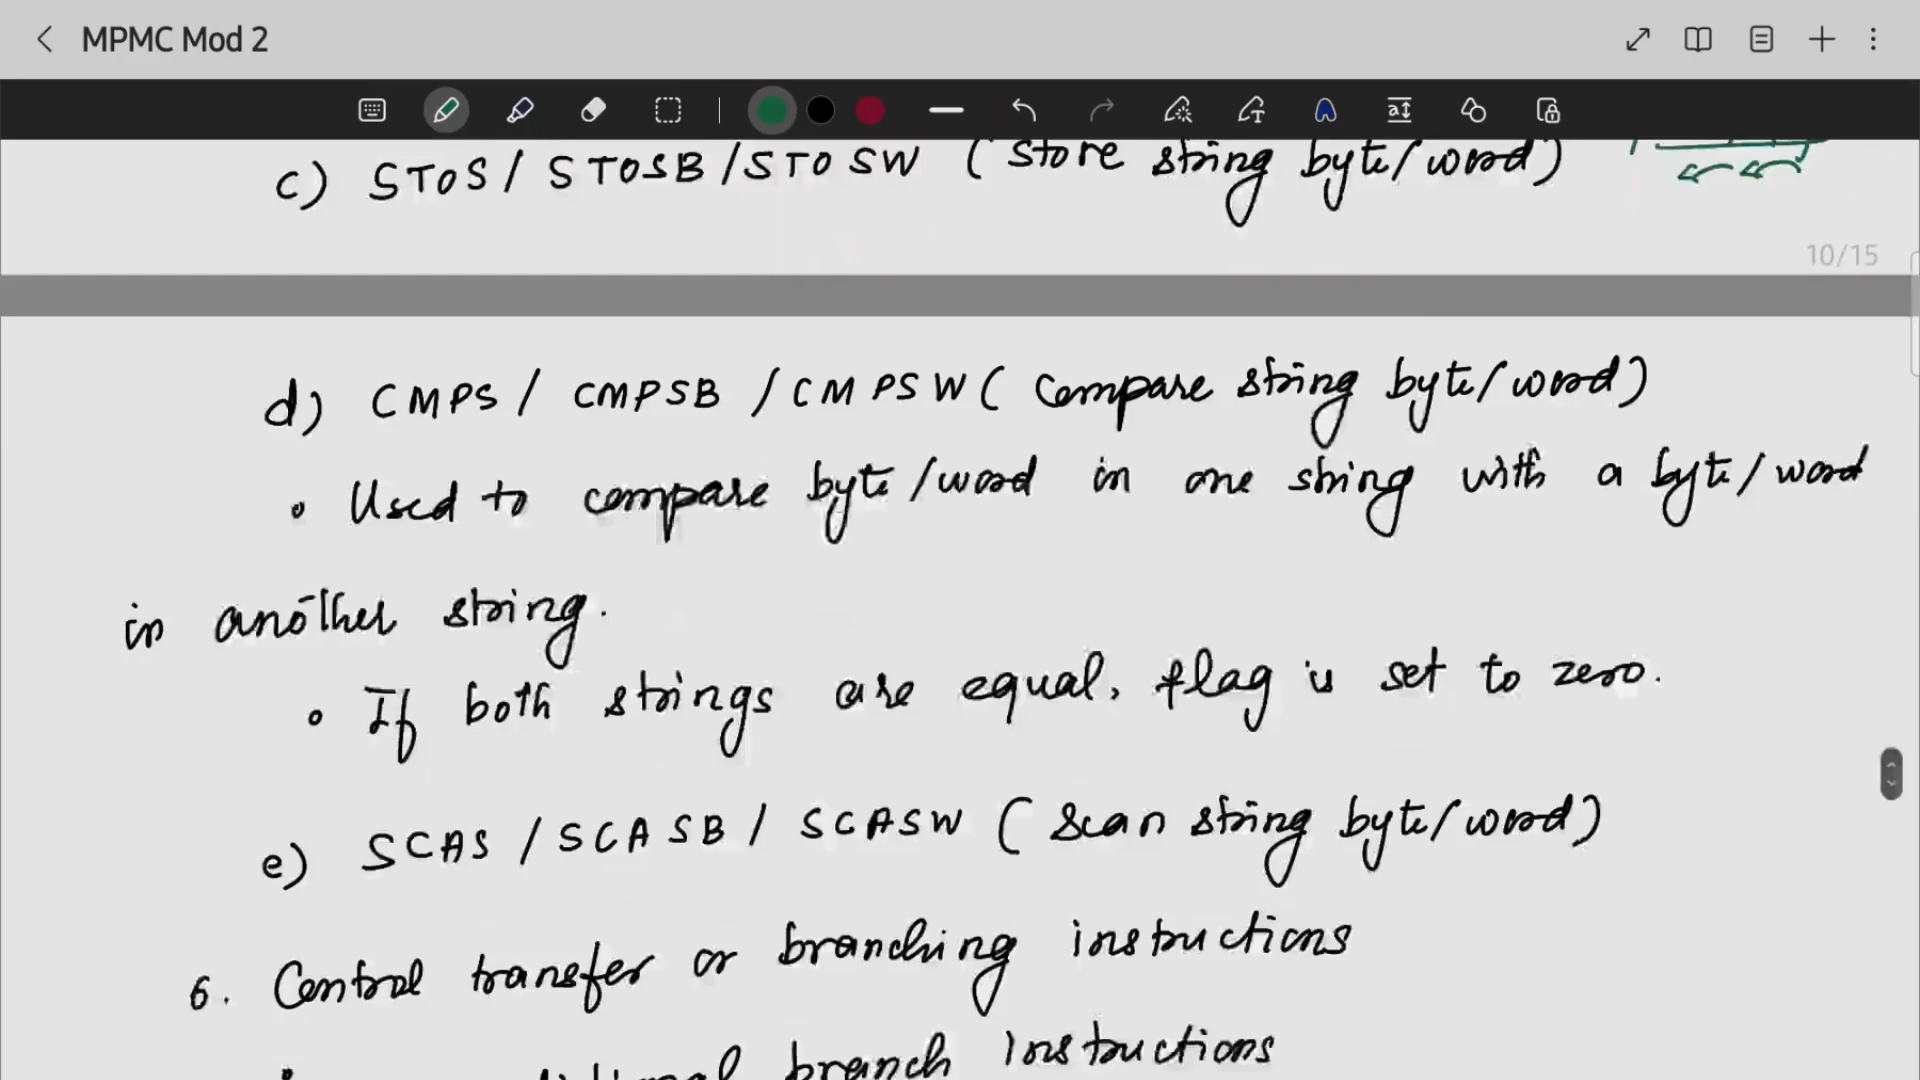 MPMC Mod 2
c) STOS / STOSB / STOSW ( Store string byte/word)
10/15
d) CMPS / CMPSB / CMPSW ( Compare string byte/word)
• Used to compare byte/word in one string with a byte/word
in another string.
• If both strings are equal, flag is set to zero.
e) SCAS / SCASB / SCASW ( Scan string byte/word)
6. Control transfer or branching instructions
branch instructions